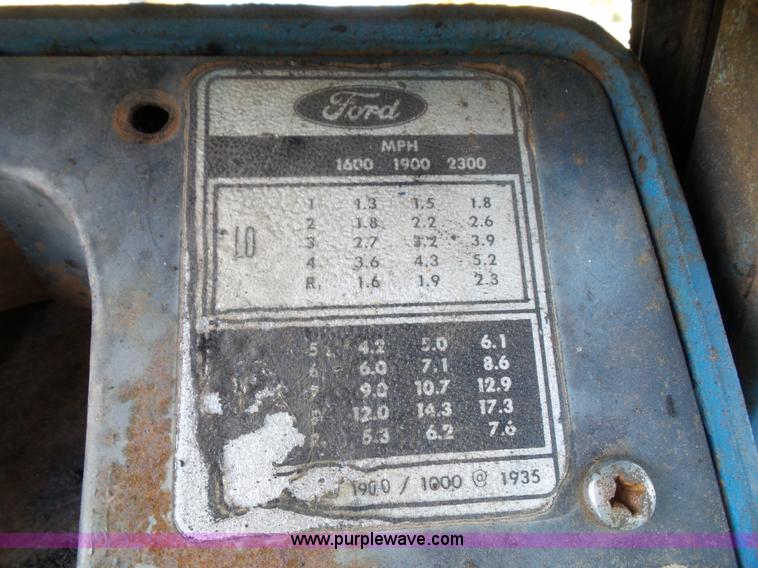 Ford
MPH
1600 1900 2300
LO
1 1.3 1.5 1.8
2 1.8 2.2 2.6
3 2.7 3.2 3.9
4 3.6 4.3 5.2
R 1.6 1.9 2.3
5 4.2 5.0 6.1
6 6.0 7.1 8.6
7 9.0 10.7 12.9
8 12.0 14.3 17.3
R 5.3 6.2 7.6
/ 1900 / 1000 @ 1935
www.purplewave.com